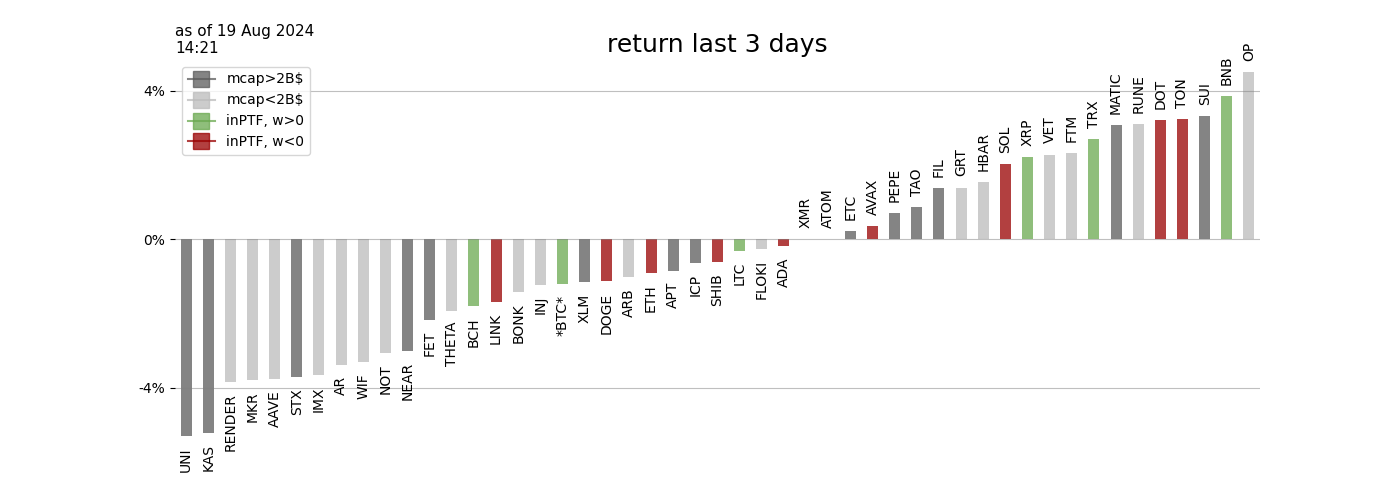 as of 19 Aug 2024
14:21
return last 3 days
mcap>2B$
mcap<2B$
inPTF, w>0
inPTF, w<0
4%
0%
-4%
UNI
KAS
RENDER
MKR
AAVE
STX
IMX
AR
WIF
NOT
NEAR
FET
THETA
BCH
LINK
BONK
INJ
*BTC*
XLM
DOGE
ARB
ETH
APT
ICP
SHIB
LTC
FLOKI
ADA
XMR
ATOM
ETC
AVAX
PEPE
TAO
FIL
GRT
HBAR
SOL
XRP
VET
FTM
TRX
MATIC
RUNE
DOT
TON
SUI
BNB
OP